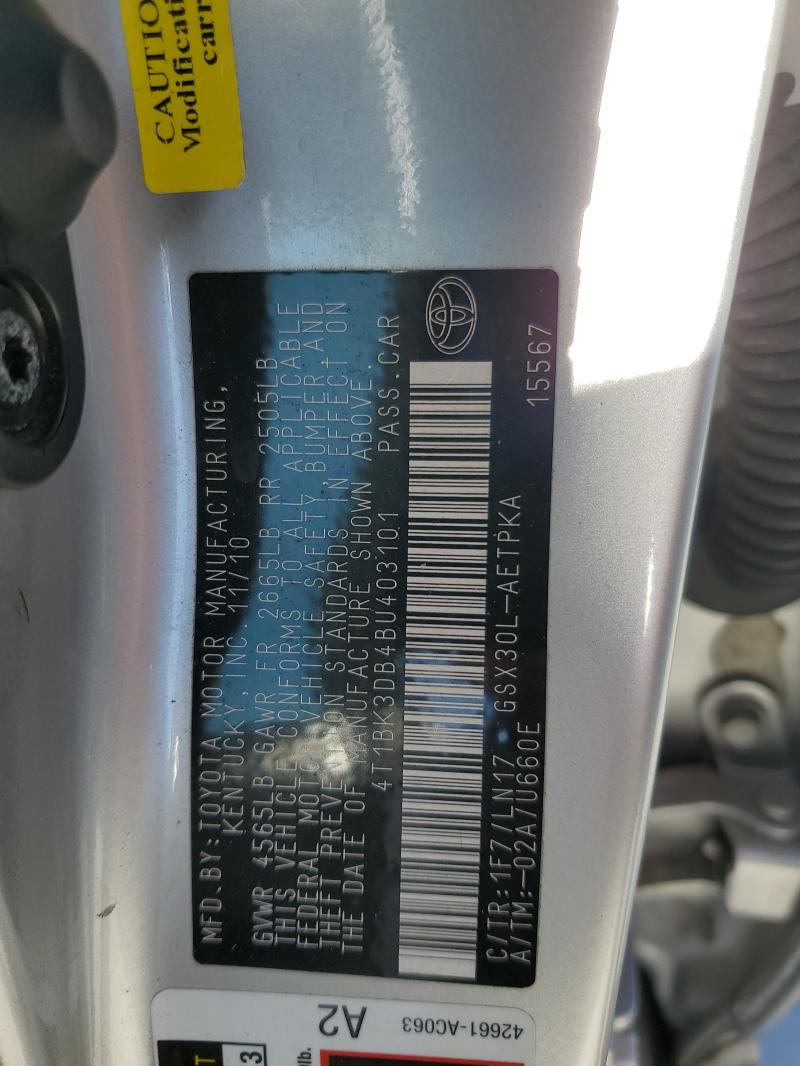 CAUTIO
Modificati
carr
MFD.BY:TOYOTA MOTOR MANUFACTURING,
KENTUCKY,INC 11/10
GVWR 4565LB GAWR FR 2665LB RR 2505LB
THIS VEHICLE CONFORMS TO ALL APPLICABLE
FEDERAL MOTOR VEHICLE SAFETY, BUMPER AND
THEFT PREVENTION STANDARDS IN EFFECT ON
THE DATE OF MANUFACTURE SHOWN ABOVE.
4T1BK3DB4BU403101 PASS.CAR
C/TR:1F7/LN17 GSX30L-AETPKA 15567
A/TM:-02A/U660E
42661-AC063
A2
lb.
T
3